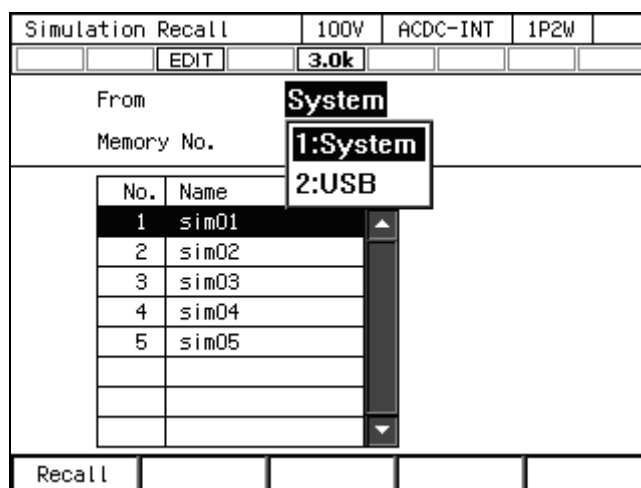 Simulation Recall 100V ACDC-INT 1P2W
EDIT 3.0k
From System
Memory No. 1:System
2:USB
No. Name
1 sim01
2 sim02
3 sim03
4 sim04
5 sim05
Recall